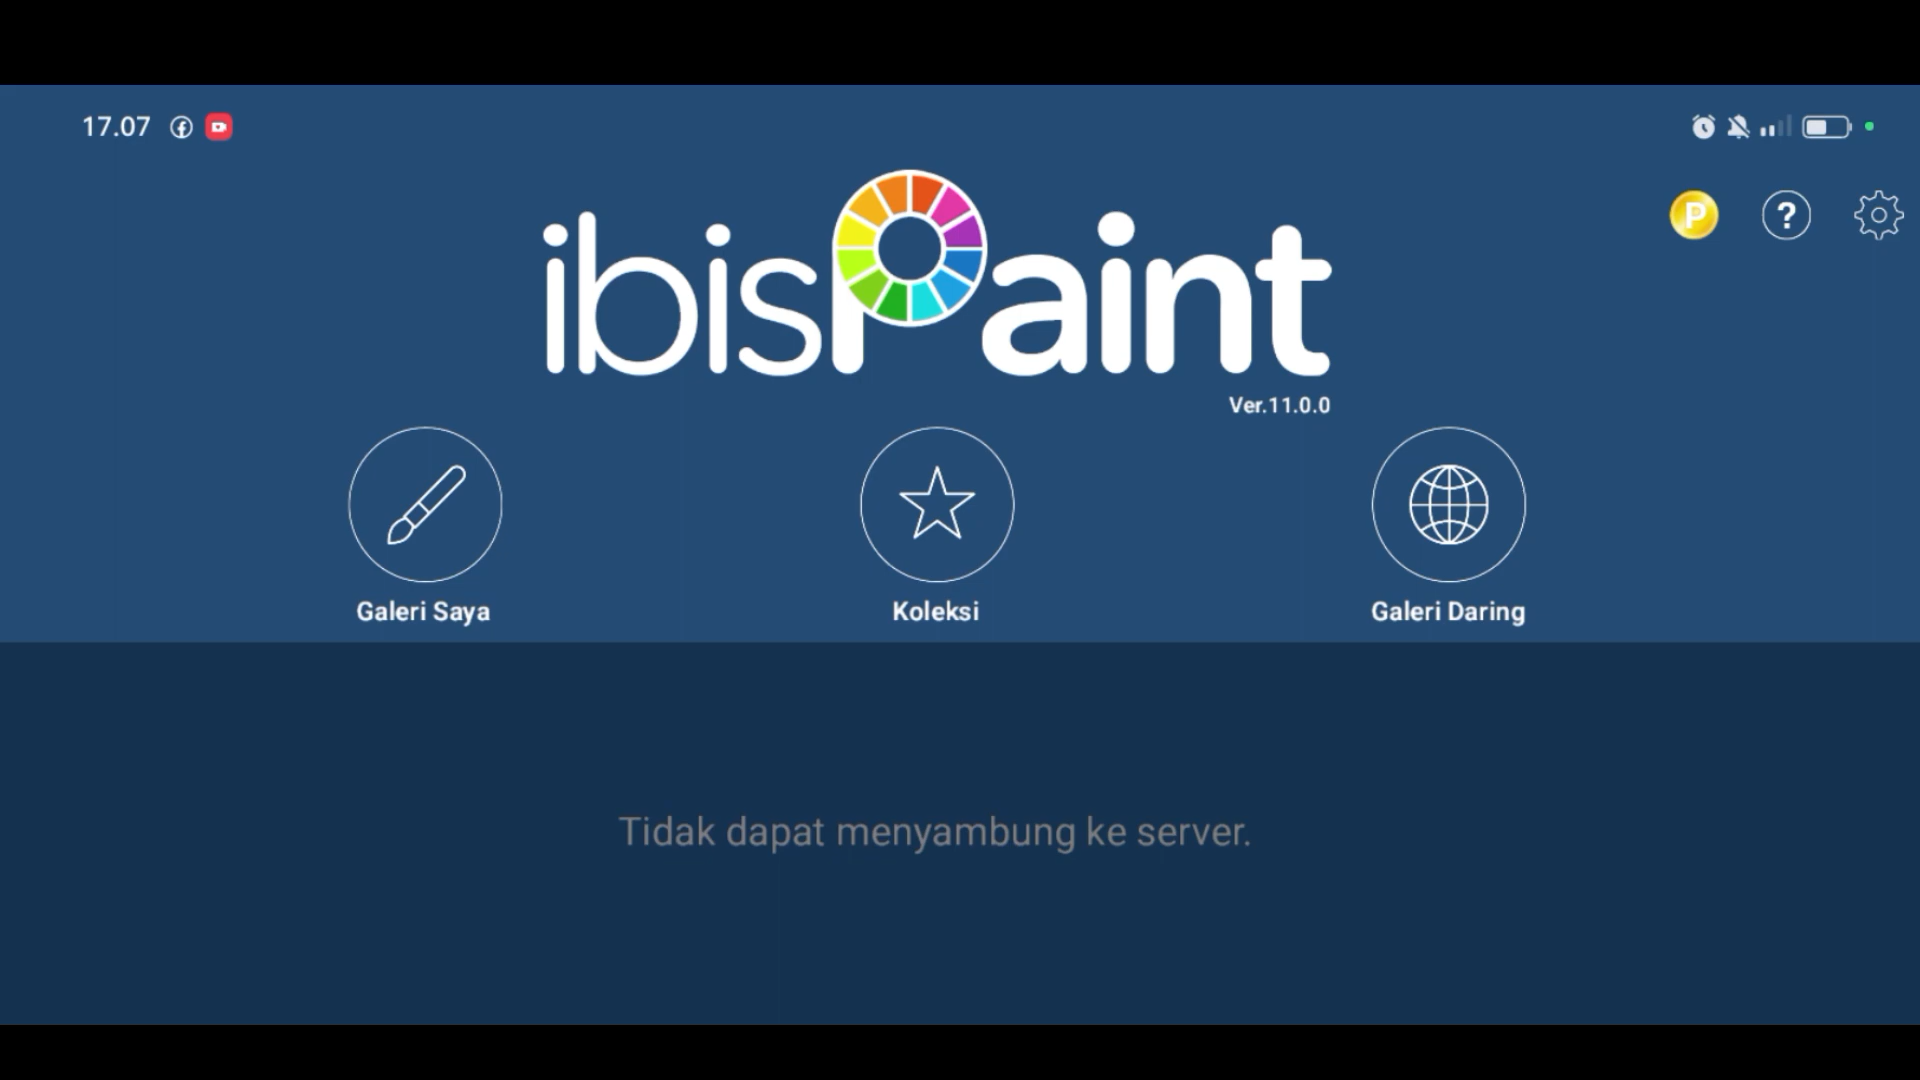 17.07
P ?
ibisPaint
Ver.11.0.0
Galeri Saya Koleksi Galeri Daring
Tidak dapat menyambung ke server.